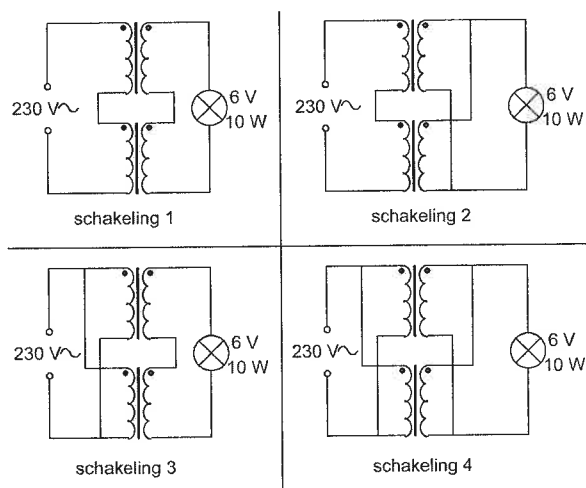 230 V~
6 V
10 W
schakeling 1
230 V~
6 V
10 W
schakeling 2
230 V~
6 V
10 W
schakeling 3
230 V~
6 V
10 W
schakeling 4